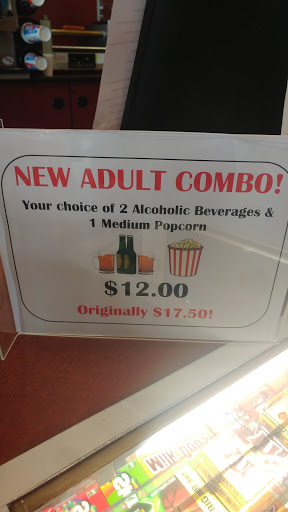 NEW ADULT COMBO!
Your choice of 2 Alcoholic Beverages &
1 Medium Popcorn
$12.00
Originally $17.50!